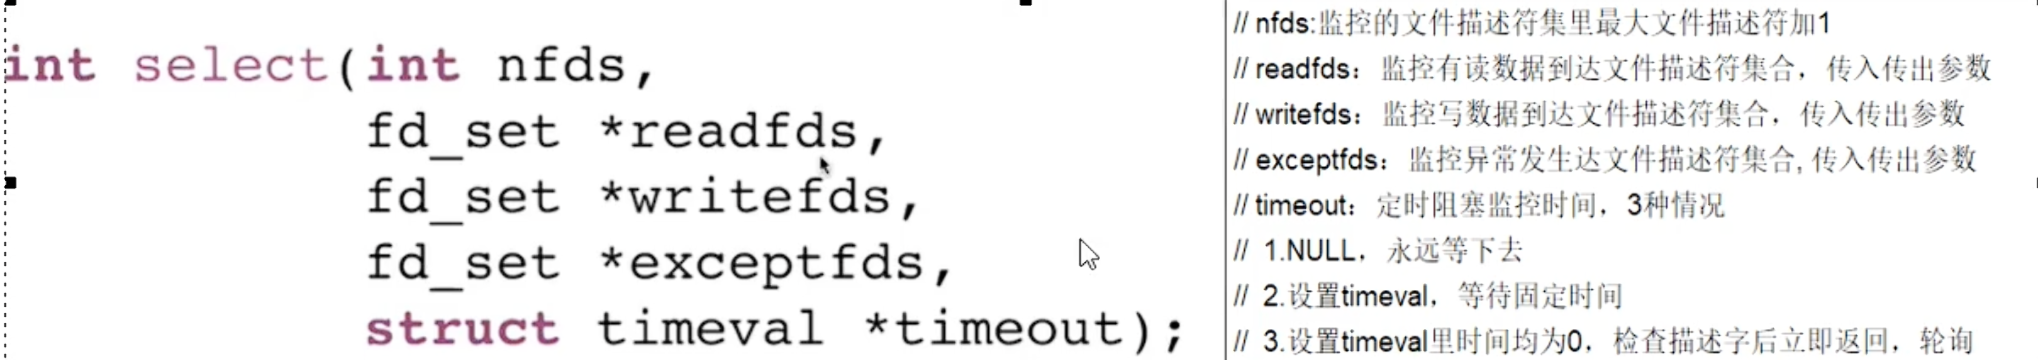 int select(int nfds,
fd_set *readfds,
fd_set *writefds,
fd_set *exceptfds,
struct timeval *timeout);
// nfds:监控的文件描述符集里最大文件描述符加1
// readfds：监控有读数据到达文件描述符集合，传入传出参数
// writefds：监控写数据到达文件描述符集合，传入传出参数
// exceptfds：监控异常发生达文件描述符集合, 传入传出参数
// timeout：定时阻塞监控时间，3种情况
// 1.NULL，永远等下去
// 2.设置timeval，等待固定时间
// 3.设置timeval里时间均为0，检查描述字后立即返回，轮询